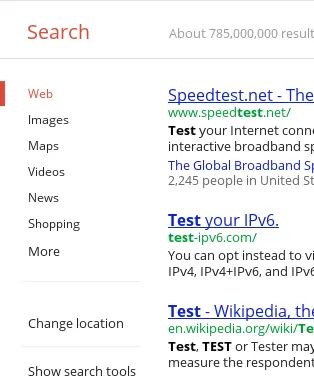 Search
About 785,000,000 result
Web
Images
Maps
Videos
News
Shopping
More
Change location
Show search tools
Speedtest.net - The
www.speedtest.net/
Test your Internet conne
interactive broadband sp
The Global Broadband Sp
2,245 people in United St
Test your IPv6.
test-ipv6.com/
You can opt instead to vi
IPv4, IPv4+IPv6, and IPv6
Test - Wikipedia, the
en.wikipedia.org/wiki/Te
Test, TEST or Tester may
measure the respondent